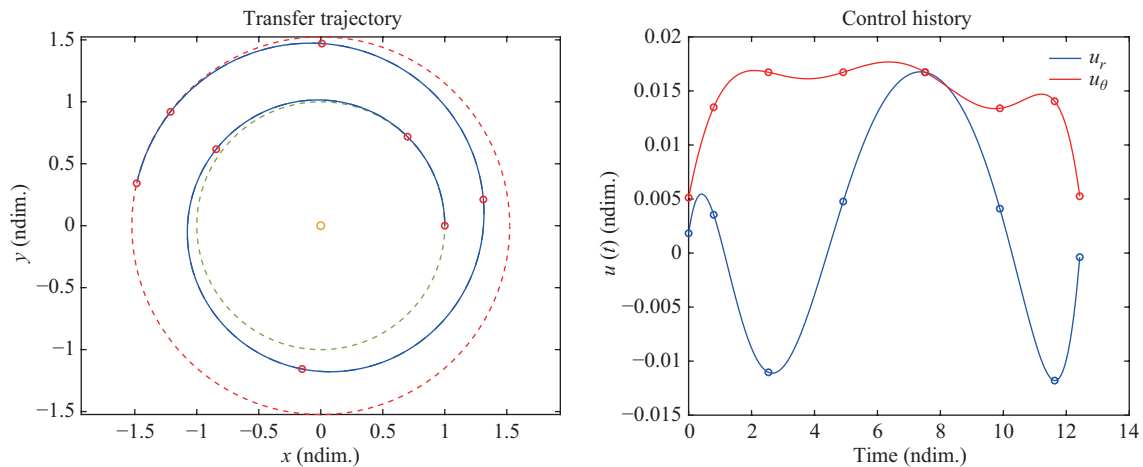 Transfer trajectory
1.5
1
0.5
0
−0.5
−1
−1.5
y (ndim.)
−1.5 −1 −0.5 0 0.5 1 1.5
x (ndim.)
Control history
u_r
u_θ
0.02
0.015
0.01
0.005
0
−0.005
−0.01
−0.015
u (t) (ndim.)
0 2 4 6 8 10 12 14
Time (ndim.)